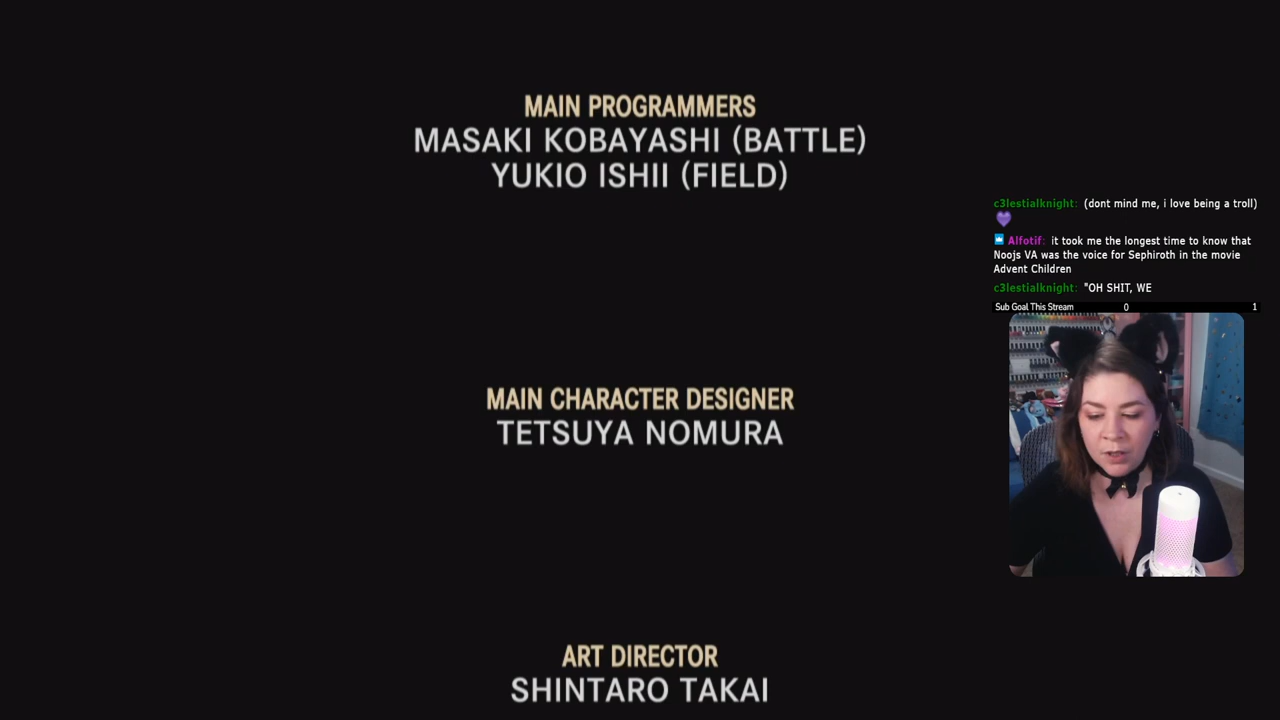 MAIN PROGRAMMERS
MASAKI KOBAYASHI (BATTLE)
YUKIO ISHII (FIELD)
MAIN CHARACTER DESIGNER
TETSUYA NOMURA
ART DIRECTOR
SHINTARO TAKAI
c3lestialknight: (dont mind me, i love being a troll)
Alfotif: it took me the longest time to know that
Noojs VA was the voice for Sephiroth in the movie
Advent Children
c3lestialknight: "OH SHIT, WE
Sub Goal This Stream 0 1